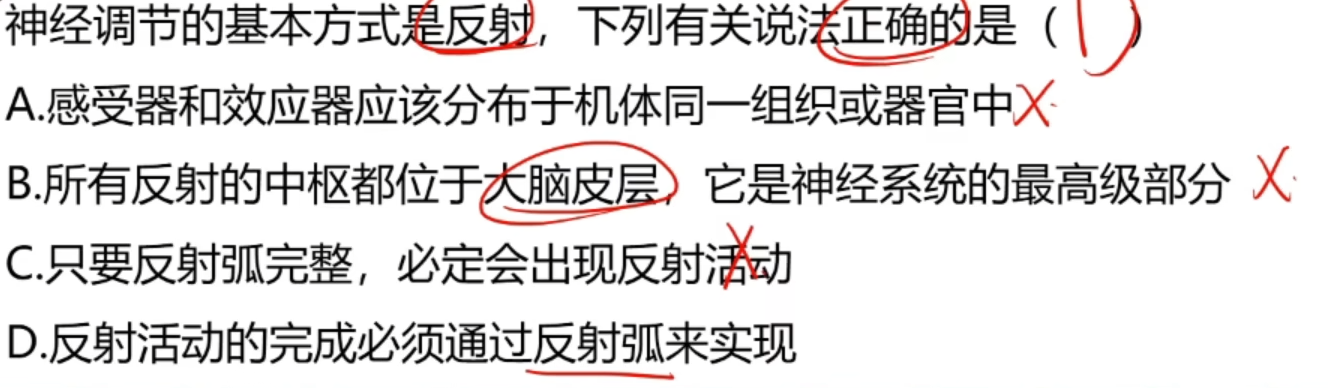 神经调节的基本方式是反射，下列有关说法正确的是（D）
A.感受器和效应器应该分布于机体同一组织或器官中×
B.所有反射的中枢都位于大脑皮层，它是神经系统的最高级部分 ×
C.只要反射弧完整，必定会出现反射活动×
D.反射活动的完成必须通过反射弧来实现